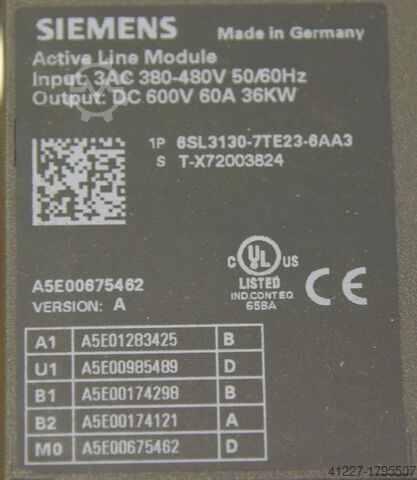 SIEMENS Made in Germany
Active Line Module
Input: 3AC 380-480V 50/60Hz
Output: DC 600V 60A 36KW
1P 6SL3130-7TE23-6AA3
S T-X72003824
C UL US
LISTED
IND.CONT.EQ.
65BA
CE
A5E00675462
VERSION: A
A1 A5E01283425 B
U1 A5E00985489 D
B1 A5E00174298 B
B2 A5E00174121 A
M0 A5E00675462 D
41227-1795507